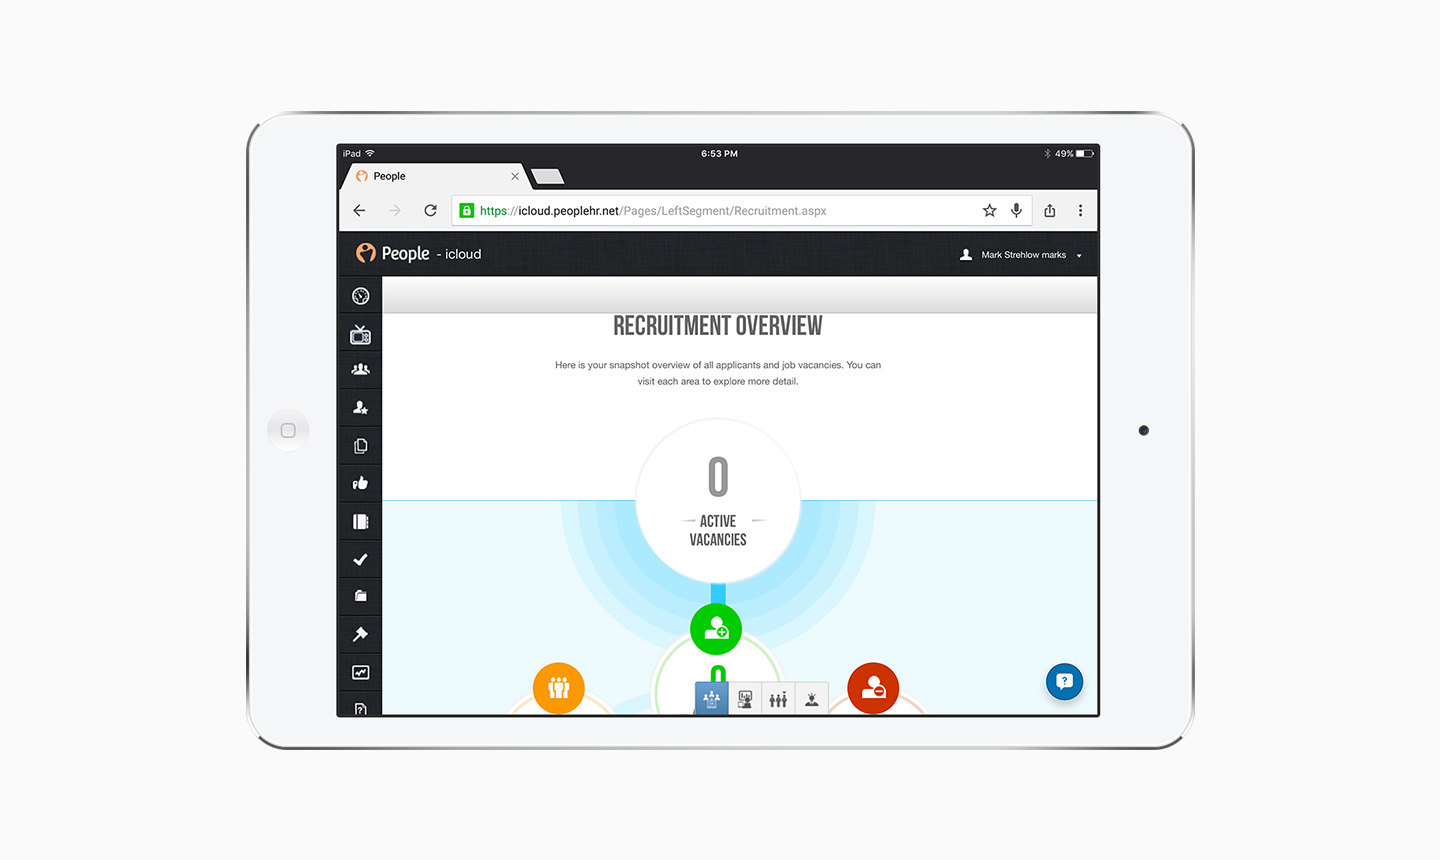 iPad
6:53 PM
49%
People
https://icloud.peoplehr.net/Pages/LeftSegment/Recruitment.aspx
People - icloud
Mark Strehlow marks
RECRUITMENT OVERVIEW
Here is your snapshot overview of all applicants and job vacancies. You can
visit each area to explore more detail.
0
ACTIVE
VACANCIES
0